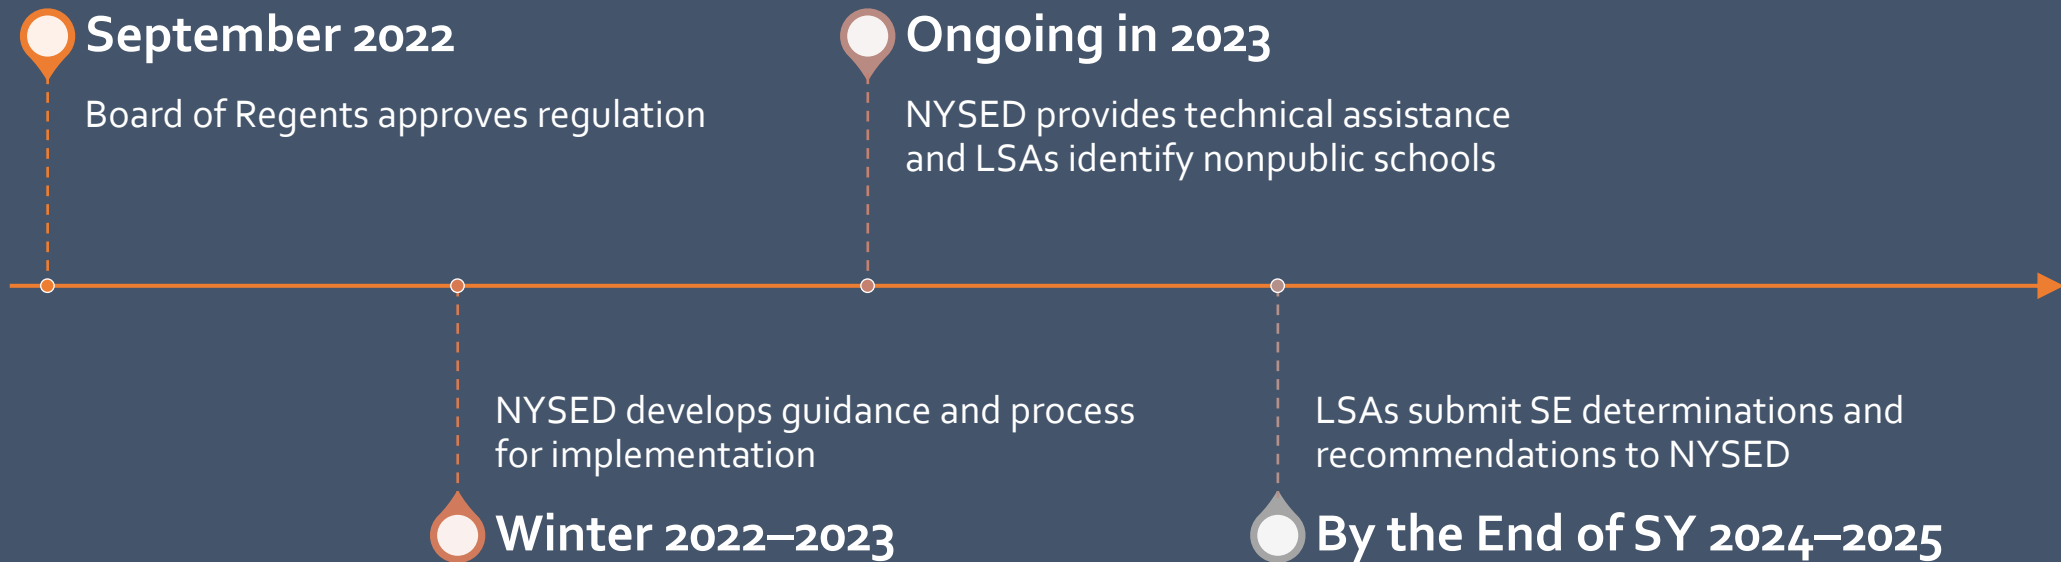 September 2022
Board of Regents approves regulation
Winter 2022–2023
NYSED develops guidance and process
for implementation
Ongoing in 2023
NYSED provides technical assistance
and LSAs identify nonpublic schools
By the End of SY 2024–2025
LSAs submit SE determinations and
recommendations to NYSED